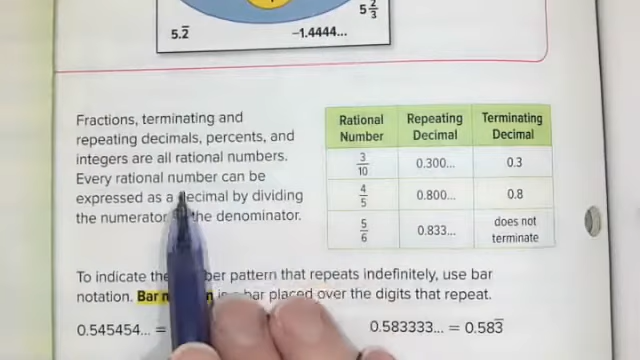 5.2̅
−1.4444...
5 2/3
Fractions, terminating and
repeating decimals, percents, and
integers are all rational numbers.
Every rational number can be
expressed as a decimal by dividing
the numerator the denominator.
Rational Number | Repeating Decimal | Terminating Decimal
3/10 | 0.300... | 0.3
4/5 | 0.800... | 0.8
5/6 | 0.833... | does not terminate
To indicate the pattern that repeats indefinitely, use bar
notation. Bar bar placed over the digits that repeat.
0.545454... =
0.583333... = 0.583̅